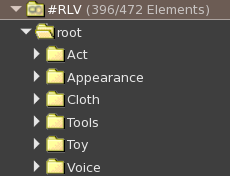 #RLV (396/472 Elements)
root
Act
Appearance
Cloth
Tools
Toy
Voice